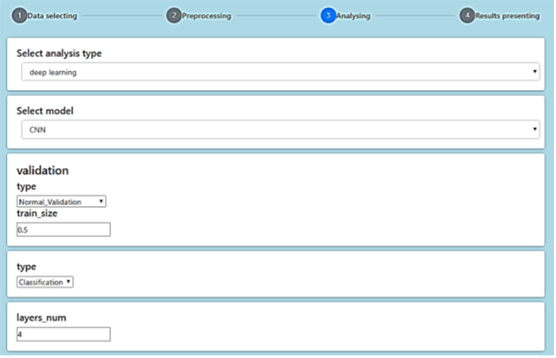 1 Data selecting 2 Preprocessing 3 Analysing 4 Results presenting
Select analysis type
deep learning
Select model
CNN
validation
type
Normal_Validation
train_size
0.5
type
Classification
layers_num
4